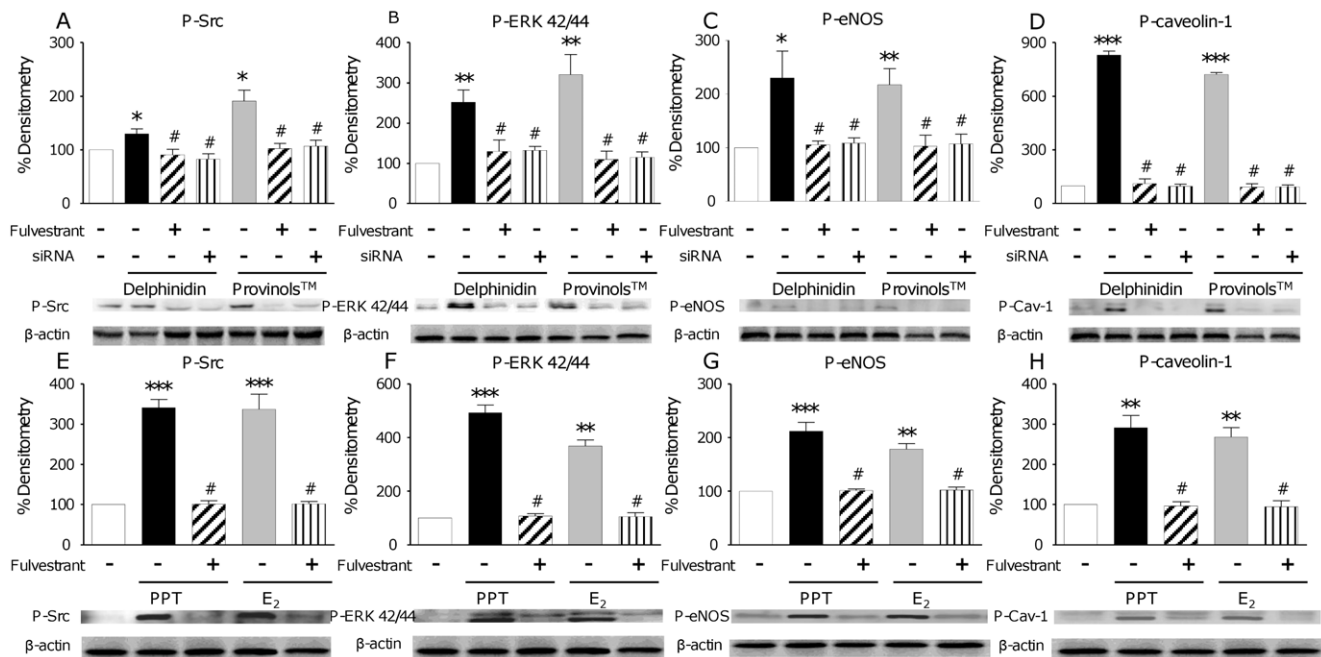 A P-Src
% Densitometry
300
200
100
0
* # # * # #
Fulvestrant - - + - - + -
siRNA - - - + - - +
Delphinidin Provinols™
P-Src
β-actin
B P-ERK 42/44
% Densitometry
400
300
200
100
0
** # # ** # #
Fulvestrant - - + - - + -
- - - + - - +
Delphinidin Provinols™
P-ERK 42/44
β-actin
C P-eNOS
% Densitometry
300
200
100
0
* # # ** # #
Fulvestrant - - + - - + -
siRNA - - - + - - +
Delphinidin Provinols™
P-eNOS
β-actin
D P-caveolin-1
% Densitometry
900
600
300
0
*** # # *** # #
Fulvestrant - - + - - + -
- - - + - - +
Delphinidin Provinols™
P-Cav-1
β-actin
E P-Src
% Densitometry
400
300
200
100
0
*** # *** #
Fulvestrant - - + - +
PPT E2
P-Src
β-actin
F P-ERK 42/44
% Densitometry
600
400
200
0
*** # ** #
Fulvestrant - - + - +
PPT E2
P-ERK 42/44
β-actin
G P-eNOS
% Densitometry
300
200
100
0
*** # ** #
Fulvestrant - - + - +
PPT E2
P-eNOS
β-actin
H P-caveolin-1
% Densitometry
400
300
200
100
0
** # ** #
Fulvestrant - - + - +
PPT E2
P-Cav-1
β-actin